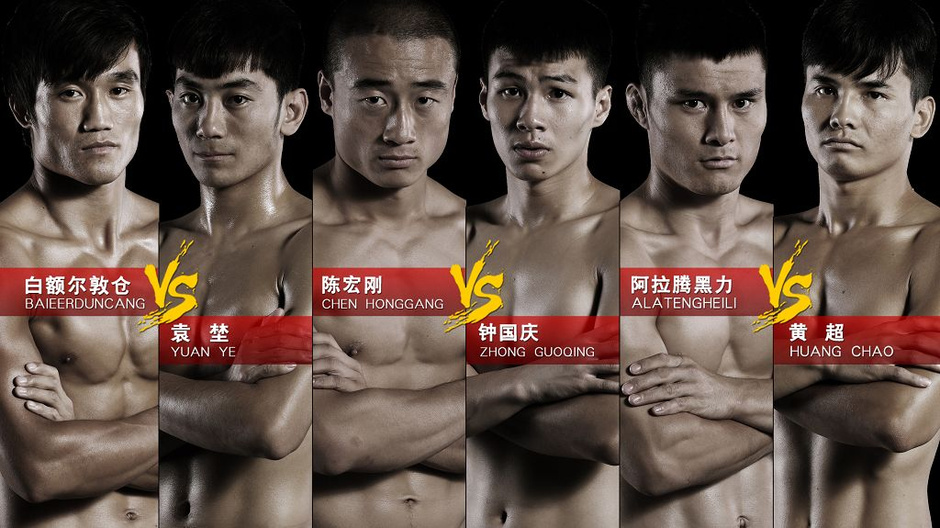 白额尔敦仓
BAIEERDUNCANG
VS
袁 埜
YUAN YE
陈宏刚
CHEN HONGGANG
VS
钟国庆
ZHONG GUOQING
阿拉腾黑力
ALATENGHEILI
VS
黄 超
HUANG CHAO